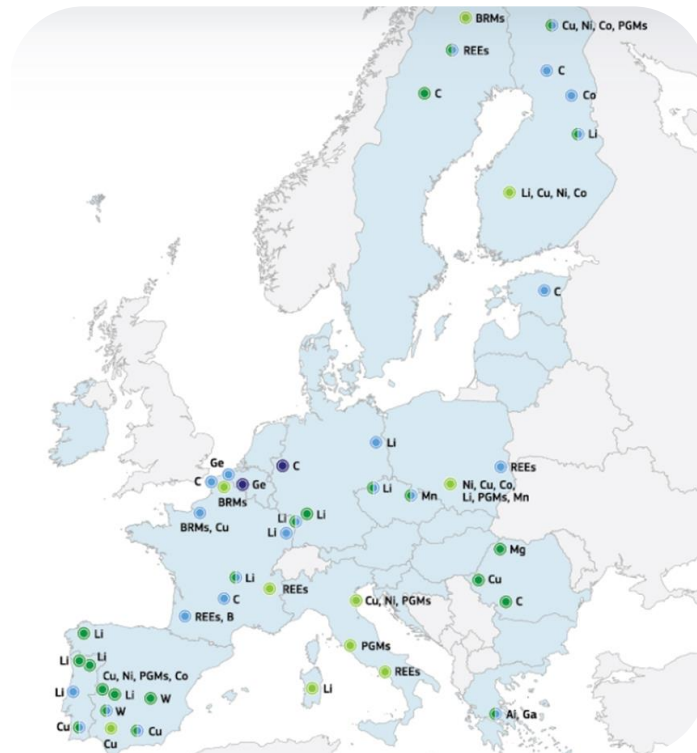 BRMs
Cu, Ni, Co, PGMs
REEs
C
C
Co
Li
Li, Cu, Ni, Co
C
Li
Ge
C
REEs
C
Ge
BRMs
Li
Ni, Cu, Co,
Li, PGMs, Mn
Mn
BRMs, Cu
Li
Li
Li
Mg
Li
Cu
REEs
C
Cu, Ni, PGMs
C
REEs, B
Li
PGMs
Li
Li
REEs
Cu, Ni, PGMs, Co
Li
Li
Li
W
W
Ai, Ga
Cu
Cu
Cu